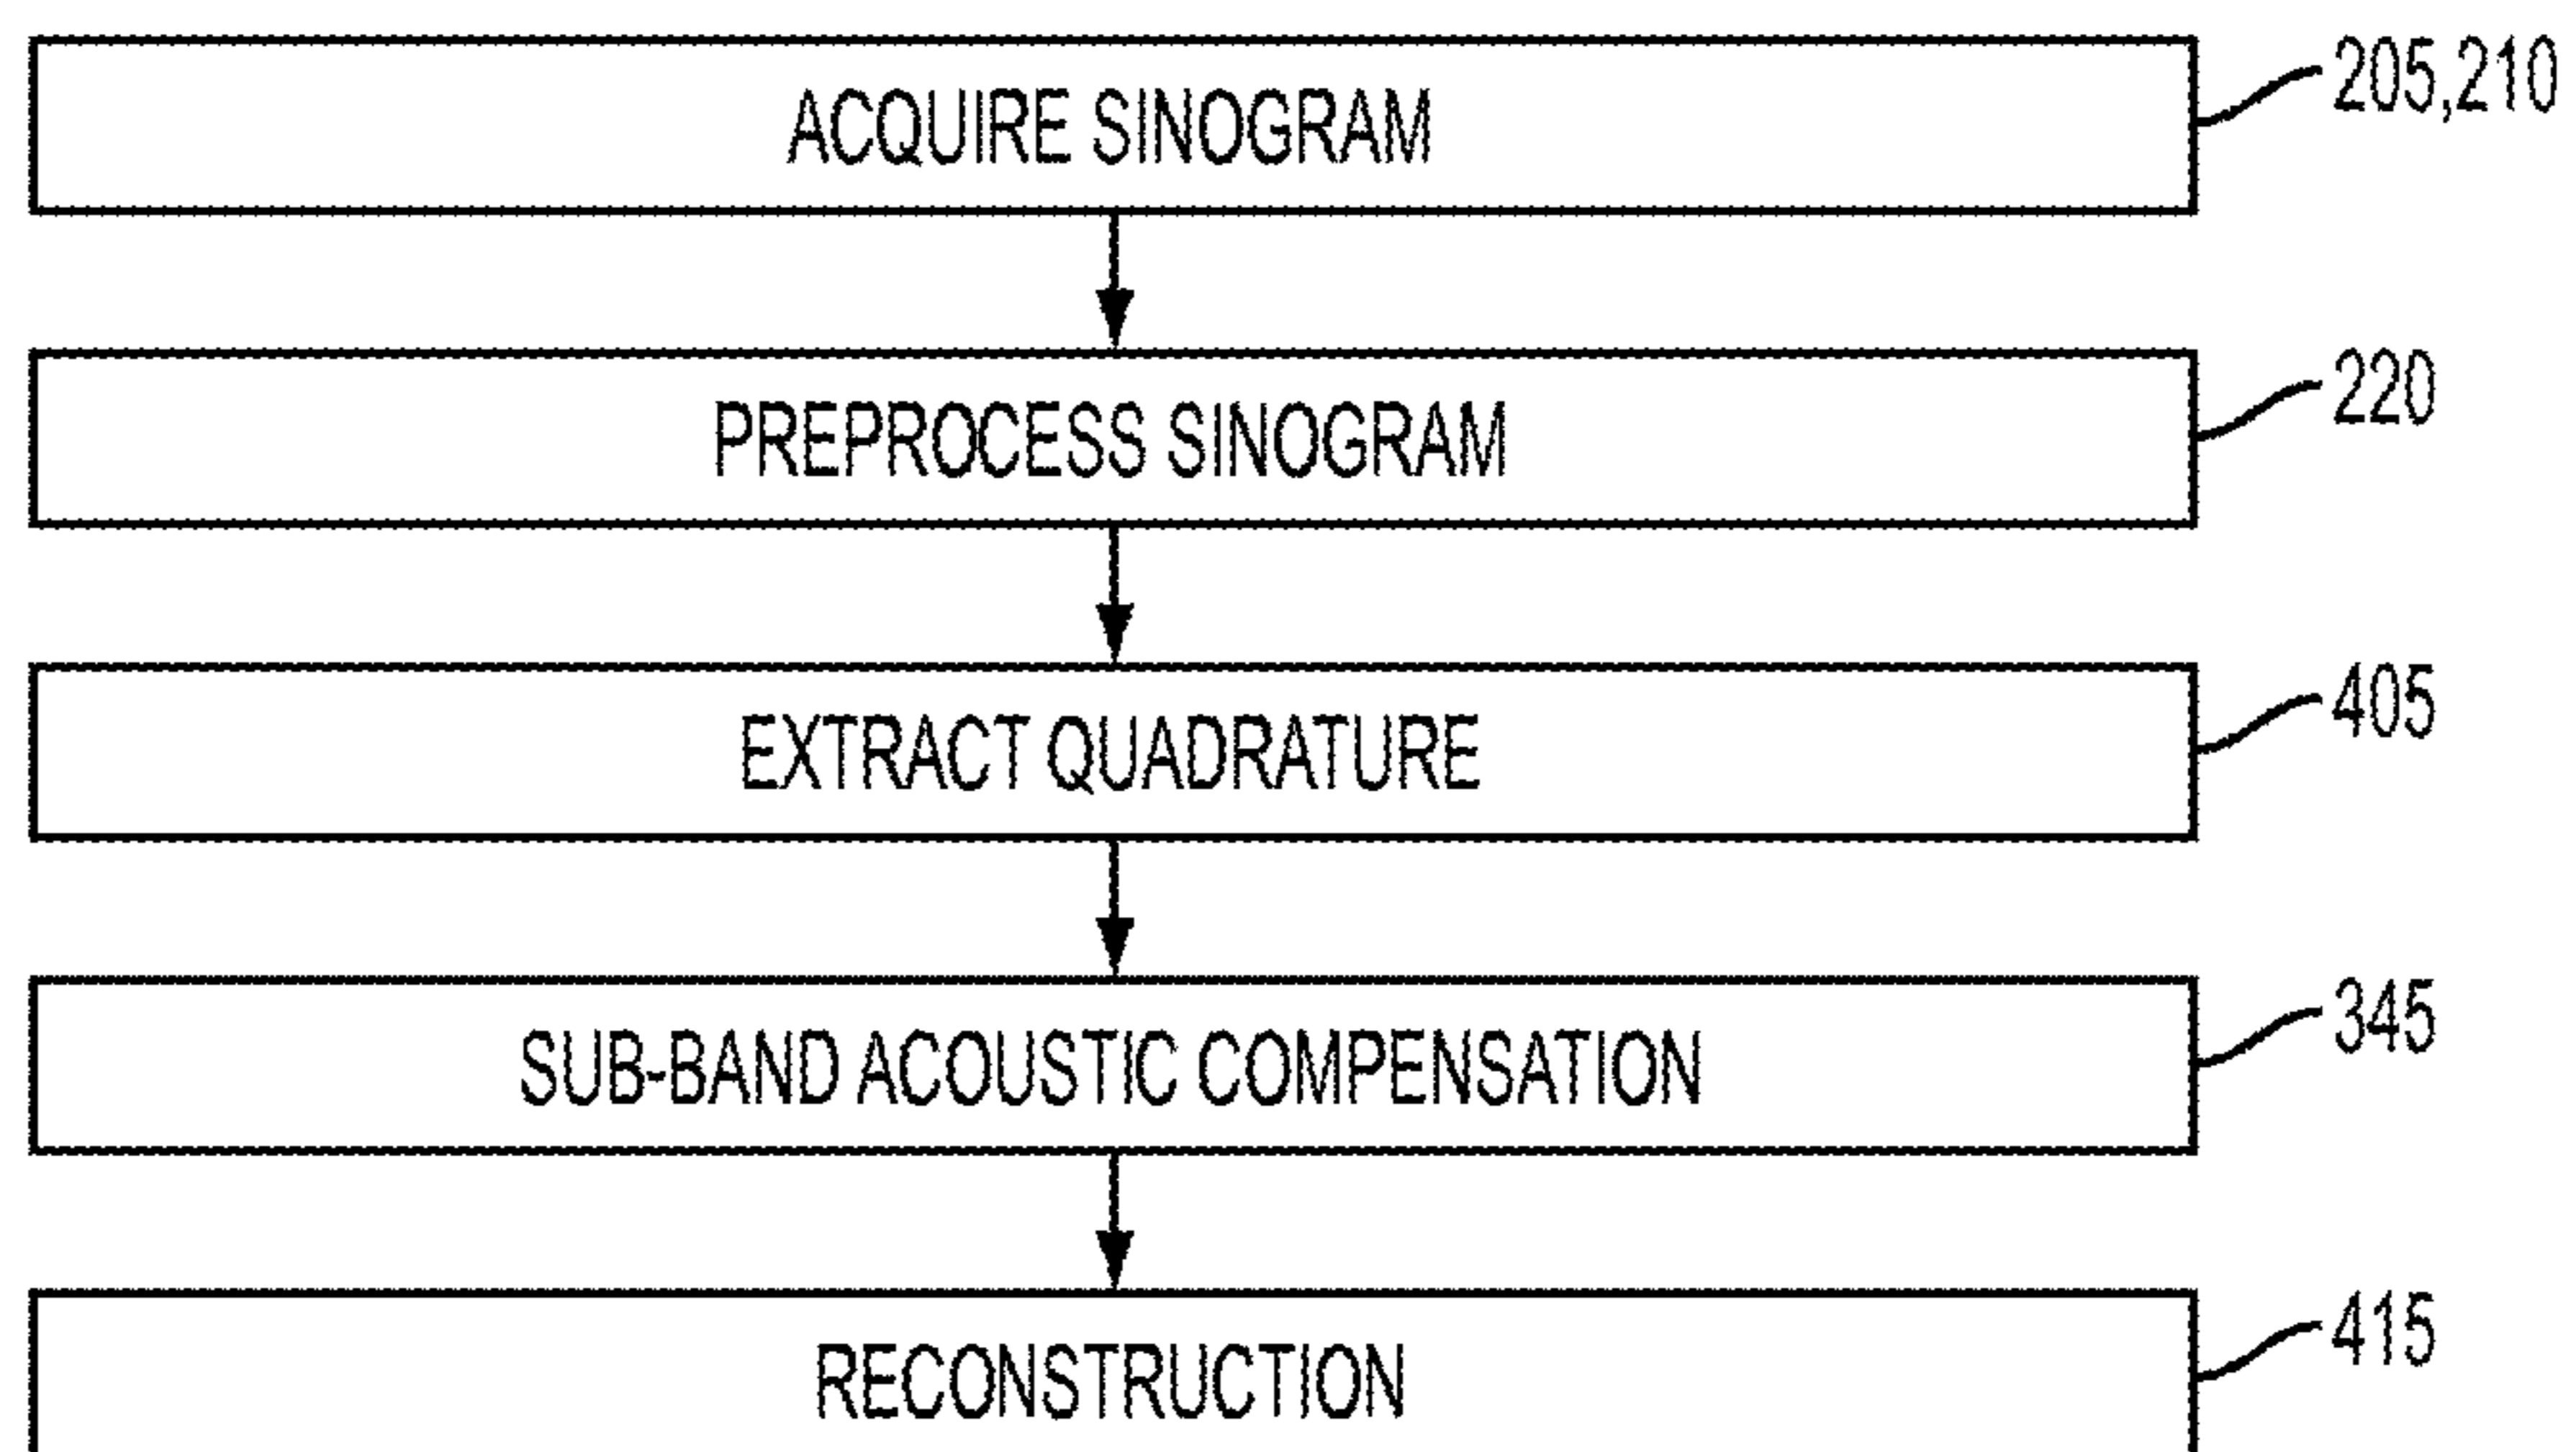 ACQUIRE SINOGRAM 205,210
PREPROCESS SINOGRAM 220
EXTRACT QUADRATURE 405
SUB-BAND ACOUSTIC COMPENSATION 345
RECONSTRUCTION 415